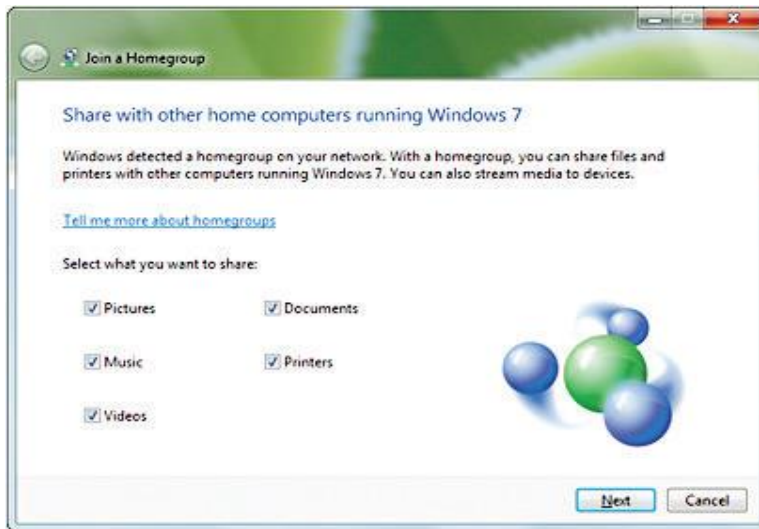 Join a Homegroup
Share with other home computers running Windows 7
Windows detected a homegroup on your network. With a homegroup, you can share files and
printers with other computers running Windows 7. You can also stream media to devices.
Tell me more about homegroups
Select what you want to share:
Pictures Documents
Music Printers
Videos
Next Cancel